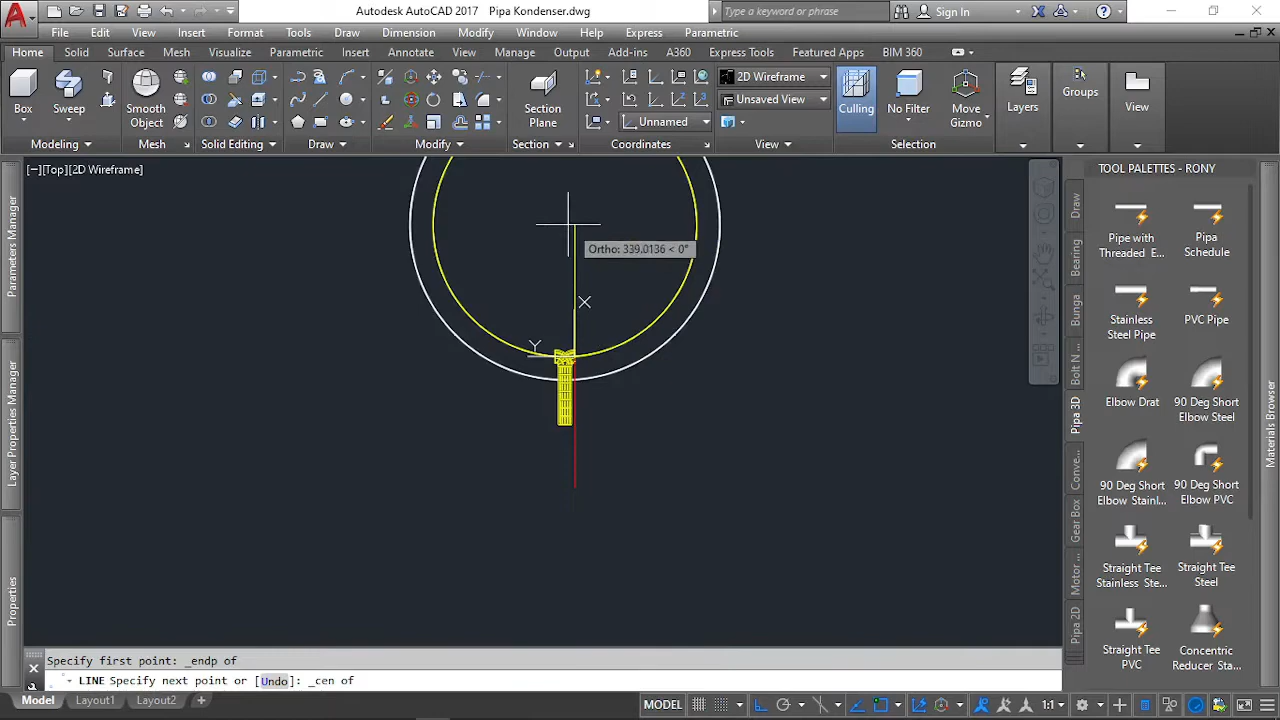 Autodesk AutoCAD 2017 Pipa Kondenser.dwg
Type a keyword or phrase
Sign In
File Edit View Insert Format Tools Draw Dimension Modify Window Help Express Parametric
Home Solid Surface Mesh Visualize Parametric Insert Annotate View Manage Output Add-ins A360 Express Tools Featured Apps BIM 360
2D Wireframe
Unsaved View
Unnamed
Box
Sweep
Smooth
Object
Section
Plane
Culling
No Filter
Move
Gizmo
Layers
Groups
View
Modeling
Mesh
Solid Editing
Draw
Modify
Section
Coordinates
View
Selection
[−][Top][2D Wireframe]
Parameters Manager
Layer Properties Manager
Properties
Ortho: 339.0136 < 0°
X
Y
TOOL PALETTES - RONY
Draw
Bearing
Bunga
Bolt N ...
Pipa 3D
Conve...
Gear Box
Motor ...
Pipa 2D
Pipe with
Threaded E...
Pipa
Schedule
Stainless
Steel Pipe
PVC Pipe
Elbow Drat
90 Deg Short
Elbow Steel
90 Deg Short
Elbow Stainl...
90 Deg Short
Elbow PVC
Straight Tee
Stainless Ste...
Straight Tee
Steel
Straight Tee
PVC
Concentric
Reducer Sta...
Materials Browser
Specify first point: _endp of
LINE Specify next point or [Undo]: _cen of
Model Layout1 Layout2
MODEL
1:1